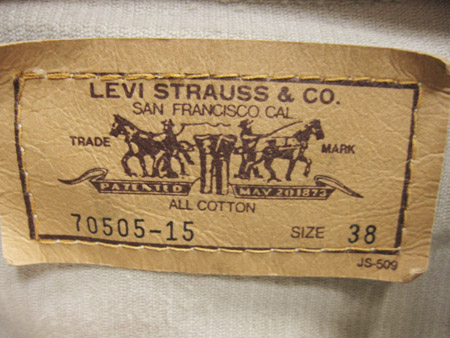 LEVI STRAUSS & CO.
SAN FRANCISCO, CAL
TRADE MARK
PATENTED MAY 20 1873
ALL COTTON
70505-15 SIZE 38
JS-509